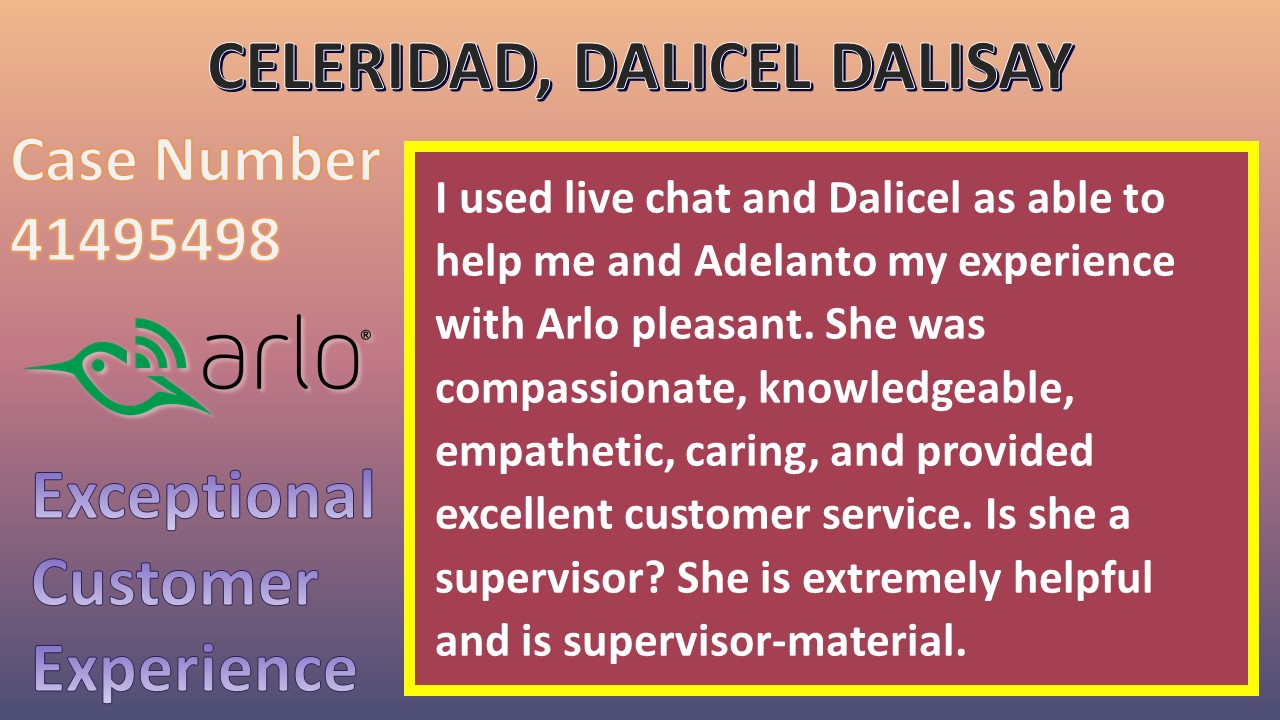 CELERIDAD, DALICEL DALISAY
Case Number
41495498
arlo®
Exceptional
Customer
Experience
I used live chat and Dalicel as able to
help me and Adelanto my experience
with Arlo pleasant. She was
compassionate, knowledgeable,
empathetic, caring, and provided
excellent customer service. Is she a
supervisor? She is extremely helpful
and is supervisor-material.